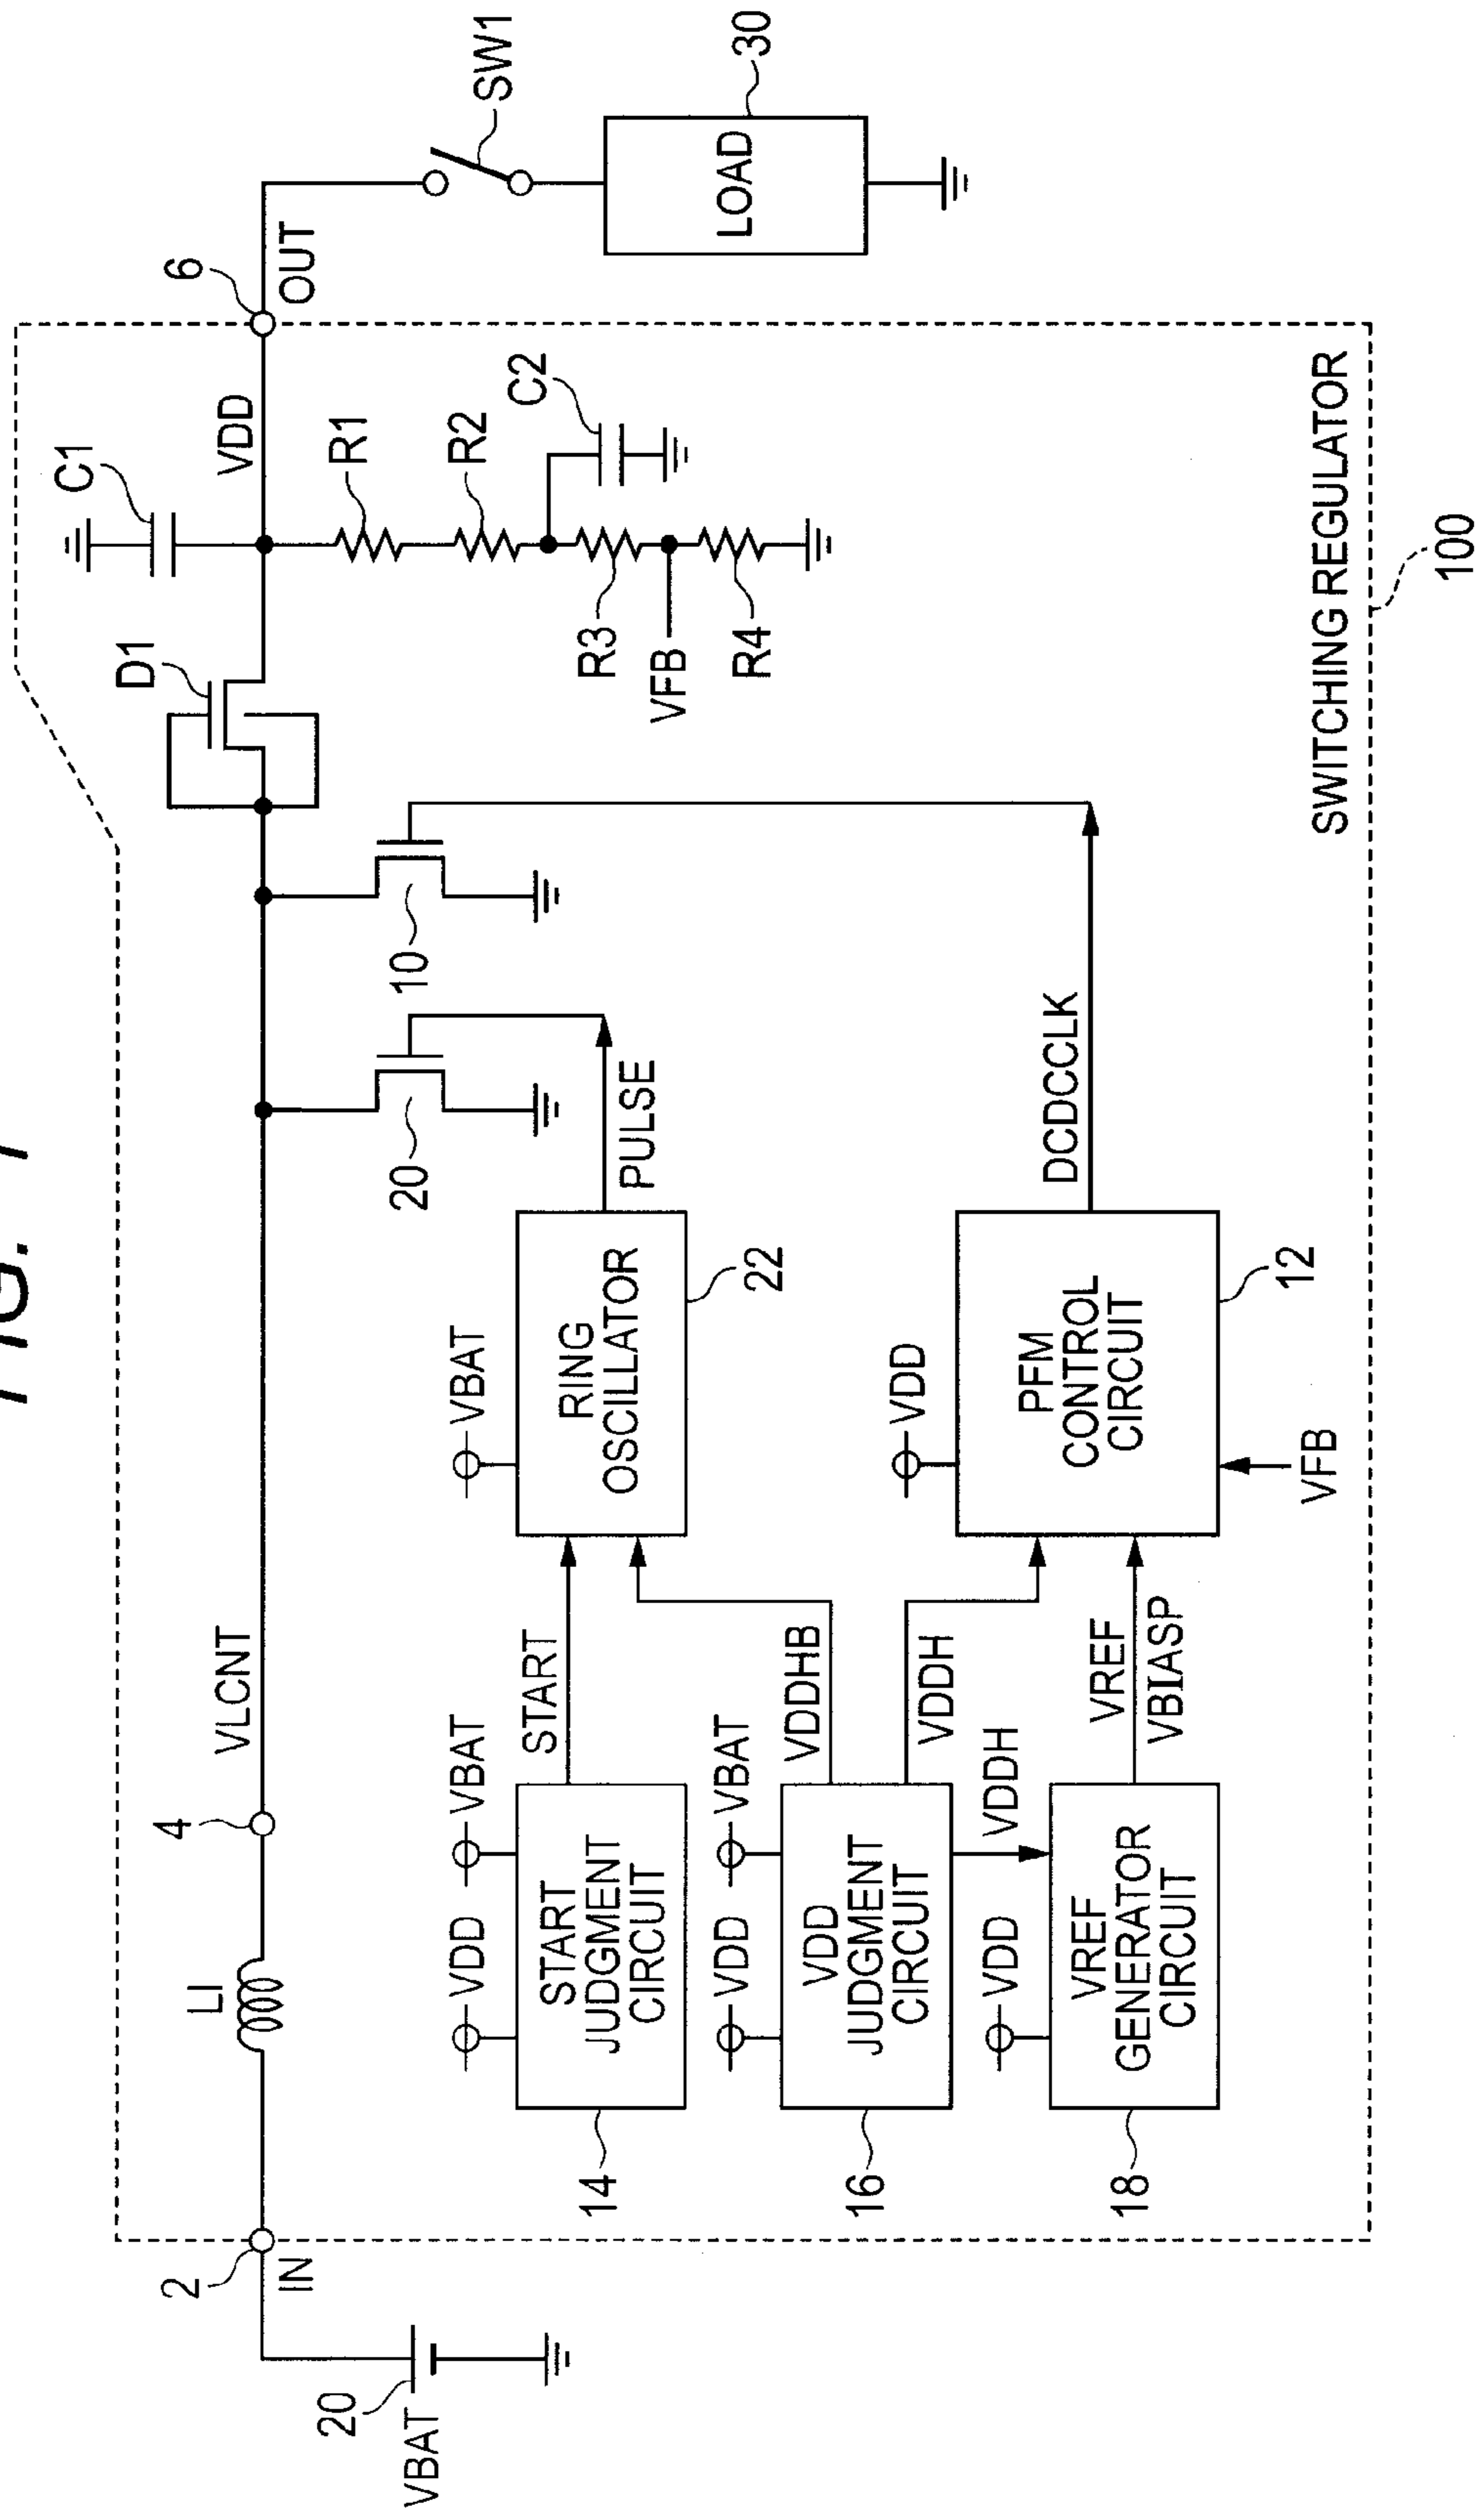 FIG. 1
SWITCHING REGULATOR
100
2
IN
20
VBAT
LI
4
VLCNT
D1
C1
VDD
6
OUT
SW1
LOAD
30
R1
R2
C2
R3
VFB
R4
10
20
PULSE
DCDCCLK
VDD
VBAT
START
JUDGMENT
CIRCUIT
14
START
VBAT
RING
OSCILLATOR
22
VDD
VBAT
VDD
JUDGMENT
CIRCUIT
16
VDDHB
VDDH
VDDH
VDD
VREF
GENERATOR
CIRCUIT
18
VREF
VBIASP
VDD
PFM
CONTROL
CIRCUIT
12
VFB